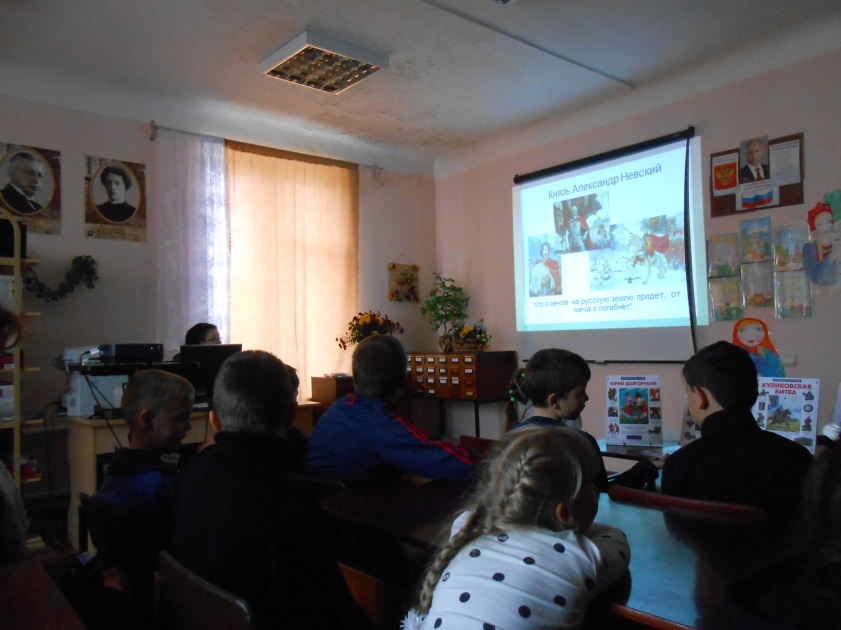 Князь Александр Невский
Кто с мечом на русскую землю придет, от
меча и погибнет!
ЮРИЙ ДОЛГОРУКИЙ
КУЛИКОВСКАЯ
БИТВА